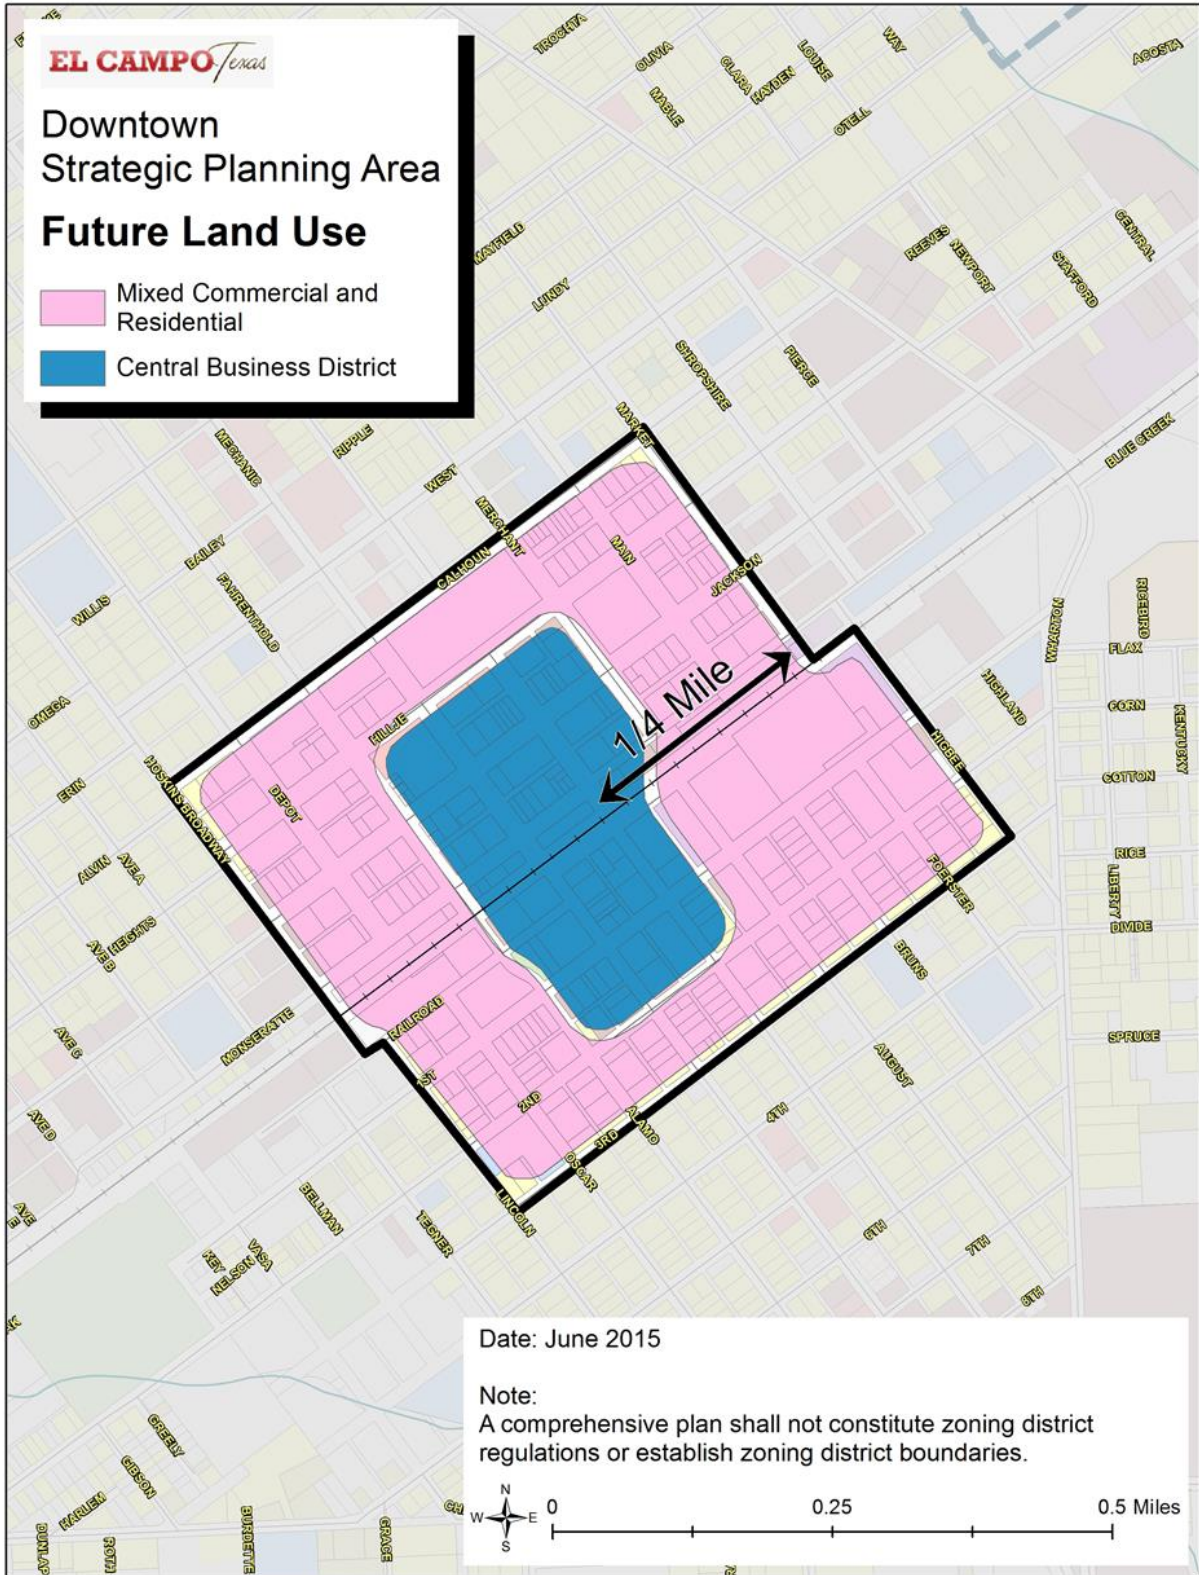 EL CAMPO Texas
Downtown
Strategic Planning Area
Future Land Use
Mixed Commercial and
Residential
Central Business District
TROCHTA
OLIVIA
MABLE
CLARA
HAYDEN
LOUISE
WAY
OTELL
ACOSTA
MAYFIELD
LUNDY
REEVES
NEWPORT
STAFFORD
CENTRAL
SHROPSHIRE
PIERCE
MARKET
BLUE CREEK
MECHANIC
RIPPLE
WEST
MERCHANT
CALHOUN
MAIN
JACKSON
BAILEY
WILLIS
FAHRENTHOLD
WHARTON
RICEBIRD
FLAX
HIGHLAND
CORN
KENTUCKY
OMEGA
HILLJE
1/4 Mile
HIGBEE
COTTON
ERIN
HOSKINS BROADWAY
DEPOT
ALVIN
AVE A
RICE
LIBERTY
FOERSTER
HEIGHTS
AVE B
DIVIDE
BRUNS
RAILROAD
MONSERATTE
AVE C
SPRUCE
1ST
2ND
AUGUST
AVE D
3RD
ALAMO
4TH
OSCAR
LINCOLN
BELLMAN
TEGNER
AVE E
KEY
NELSON
VASA
6TH
7TH
8TH
Date: June 2015
Note:
A comprehensive plan shall not constitute zoning district
regulations or establish zoning district boundaries.
N
W E
S
0 0.25 0.5 Miles
GREELY
GIBSON
HARLEM
DUNLAP
ROTH
BURDETTE
GRACE